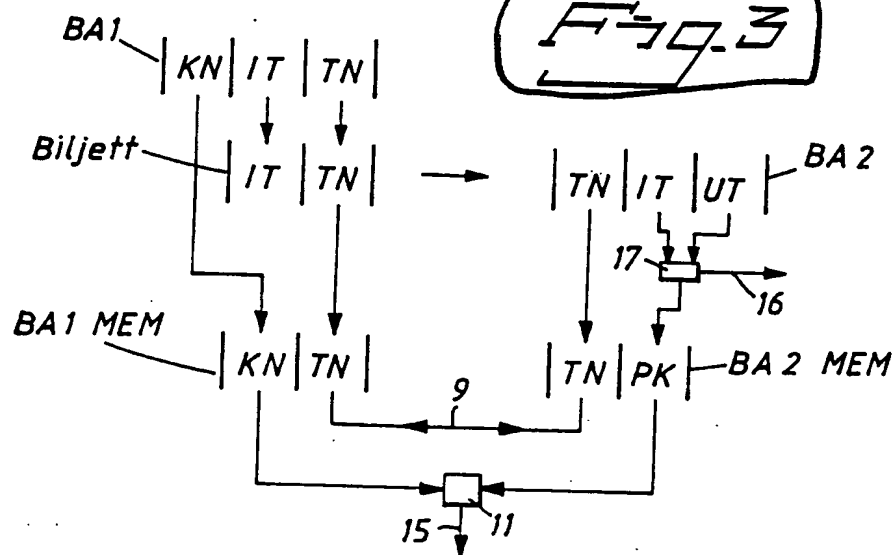 Fig. 3
BA1
KN IT TN
Biljett
IT TN
TN IT UT
BA 2
17
16
BA1 MEM
KN TN
TN PK
BA 2 MEM
9
15
11